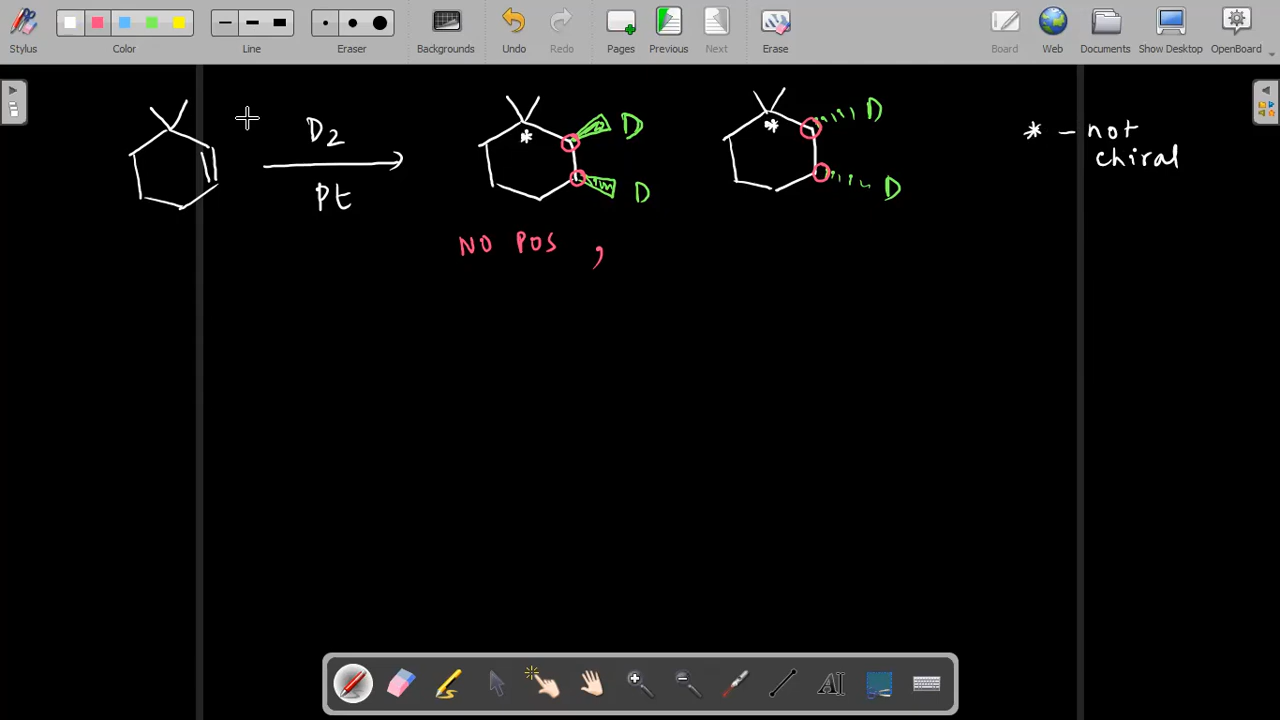 Stylus Color Line Eraser Backgrounds Undo Redo Pages Previous Next Erase Board Web Documents Show Desktop OpenBoard
D2
Pt
D
D
D
D
* - not
chiral
NO POS ,
AI